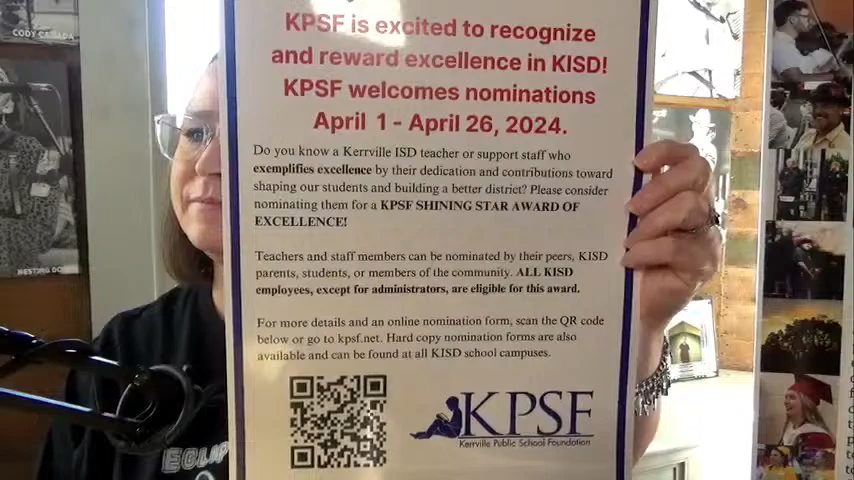 CODY CANADA
KPSF is excited to recognize
and reward excellence in KISD!
KPSF welcomes nominations
April 1 - April 26, 2024.
Do you know a Kerrville ISD teacher or support staff who
exemplifies excellence by their dedication and contributions toward
shaping our students and building a better district? Please consider
nominating them for a KPSF SHINING STAR AWARD OF
EXCELLENCE!
Teachers and staff members can be nominated by their peers, KISD
parents, students, or members of the community. ALL KISD
employees, except for administrators, are eligible for this award.
For more details and an online nomination form, scan the QR code
below or go to kpsf.net. Hard copy nomination forms are also
available and can be found at all KISD school campuses.
KPSF
Kerrville Public School Foundation